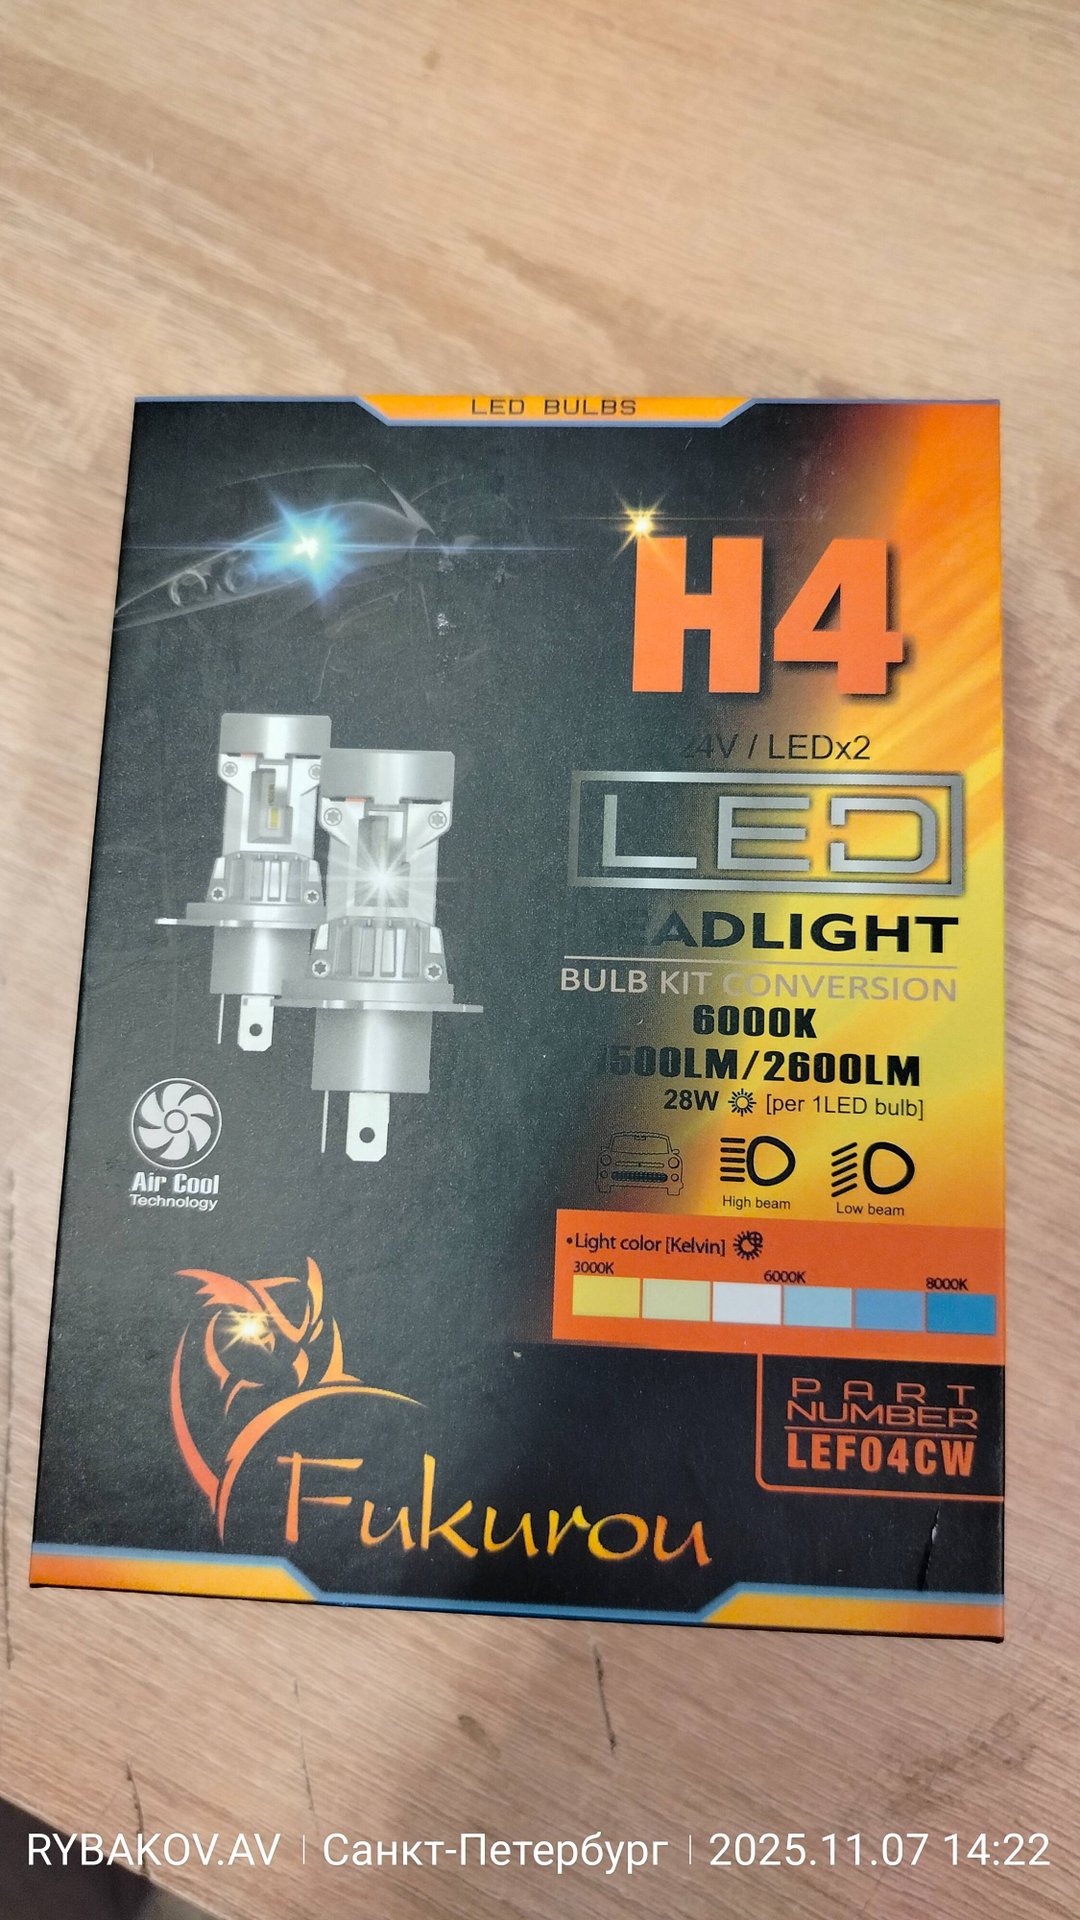 LED BULBS
H4
24V / LEDx2
LED
HEADLIGHT
BULB KIT CONVERSION
6000K
500LM/2600LM
28W [per 1LED bulb]
High beam
Low beam
Air Cool
Technology
•Light color [Kelvin]
3000K 6000K 8000K
PART
NUMBER
LEF04CW
Fukurou
RYBAKOV.AV | Санкт-Петербург | 2025.11.07 14:22